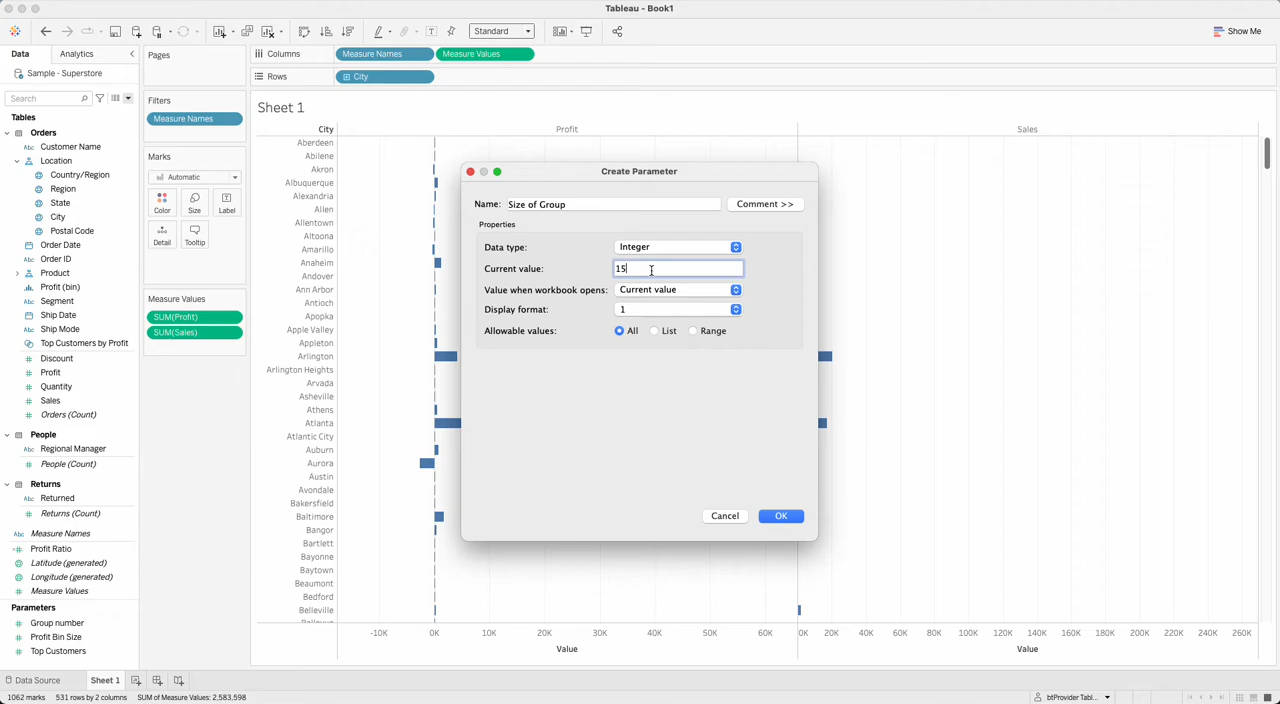 Tableau - Book1
Standard
Show Me
Data
Analytics
Sample - Superstore
Search
Tables
Orders
Abc Customer Name
Location
Country/Region
Region
State
City
Postal Code
Order Date
Abc Order ID
Product
Profit (bin)
Abc Segment
Ship Date
Abc Ship Mode
Top Customers by Profit
Discount
Profit
Quantity
Sales
Orders (Count)
People
Abc Regional Manager
People (Count)
Returns
Abc Returned
Returns (Count)
Abc Measure Names
Profit Ratio
Latitude (generated)
Longitude (generated)
Measure Values
Parameters
Group number
Profit Bin Size
Top Customers
Pages
Filters
Measure Names
Marks
Automatic
Color
Size
Label
Detail
Tooltip
Measure Values
SUM(Profit)
SUM(Sales)
Columns
Measure Names
Measure Values
Rows
City
Sheet 1
City
Profit
Sales
Aberdeen
Abilene
Akron
Albuquerque
Alexandria
Allen
Allentown
Altoona
Amarillo
Anaheim
Andover
Ann Arbor
Antioch
Apopka
Apple Valley
Appleton
Arlington
Arlington Heights
Arvada
Asheville
Athens
Atlanta
Atlantic City
Auburn
Aurora
Austin
Avondale
Bakersfield
Baltimore
Bangor
Bartlett
Bayonne
Baytown
Beaumont
Bedford
Belleville
-10K 0K 10K 20K 30K 40K 50K 60K
0K 20K 40K 60K 80K 100K 120K 140K 160K 180K 200K 220K 240K 260K
Value
Value
Create Parameter
Name: Size of Group
Comment >>
Properties
Data type: Integer
Current value: 15
Value when workbook opens: Current value
Display format: 1
Allowable values: All List Range
Cancel
OK
Data Source
Sheet 1
1062 marks 531 rows by 2 columns SUM of Measure Values: 2,583,598
btProvider Tabl...